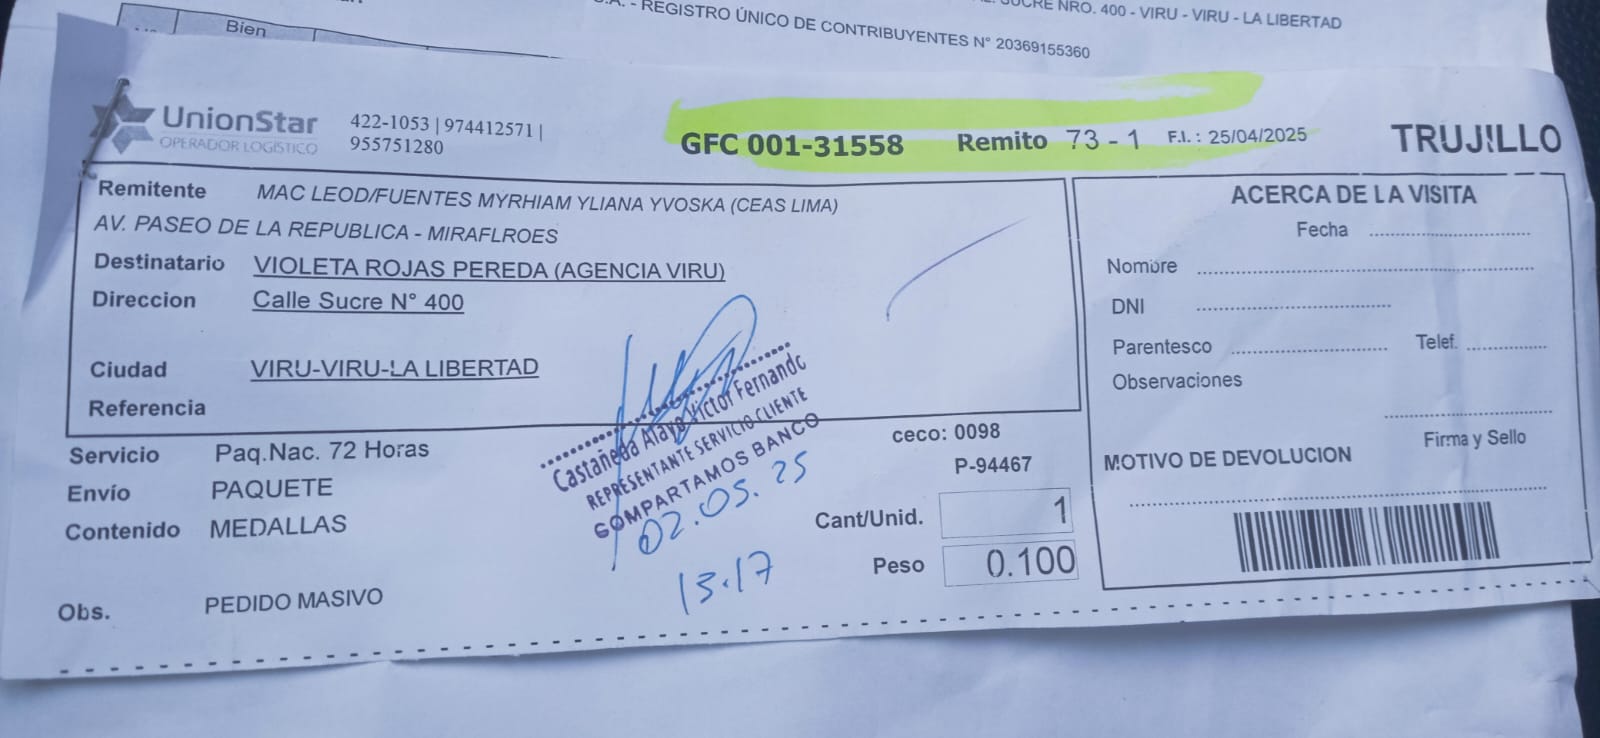 SUCRE NRO. 400 - VIRU - VIRU - LA LIBERTAD
- REGISTRO ÚNICO DE CONTRIBUYENTES N° 20369155360
Bien
UnionStar
OPERADOR LOGÍSTICO
422-1053 | 974412571 |
955751280
GFC 001-31558 Remito 73 - 1 F.I. : 25/04/2025 TRUJILLO
Remitente MAC LEOD/FUENTES MYRHIAM YLIANA YVOSKA (CEAS LIMA)
AV. PASEO DE LA REPUBLICA - MIRAFLROES
Destinatario VIOLETA ROJAS PEREDA (AGENCIA VIRU)
Direccion Calle Sucre N° 400
Ciudad VIRU-VIRU-LA LIBERTAD
Referencia
Servicio Paq.Nac. 72 Horas
Envío PAQUETE
Contenido MEDALLAS
Obs. PEDIDO MASIVO
Castañeda Alayo Victor Fernando
REPRESENTANTE SERVICIO CLIENTE
COMPARTAMOS BANCO
02.05.25
13.17
ceco: 0098
P-94467
Cant/Unid. 1
Peso 0.100
ACERCA DE LA VISITA
Fecha
Nombre
DNI
Parentesco Telef.
Observaciones
Firma y Sello
MOTIVO DE DEVOLUCION